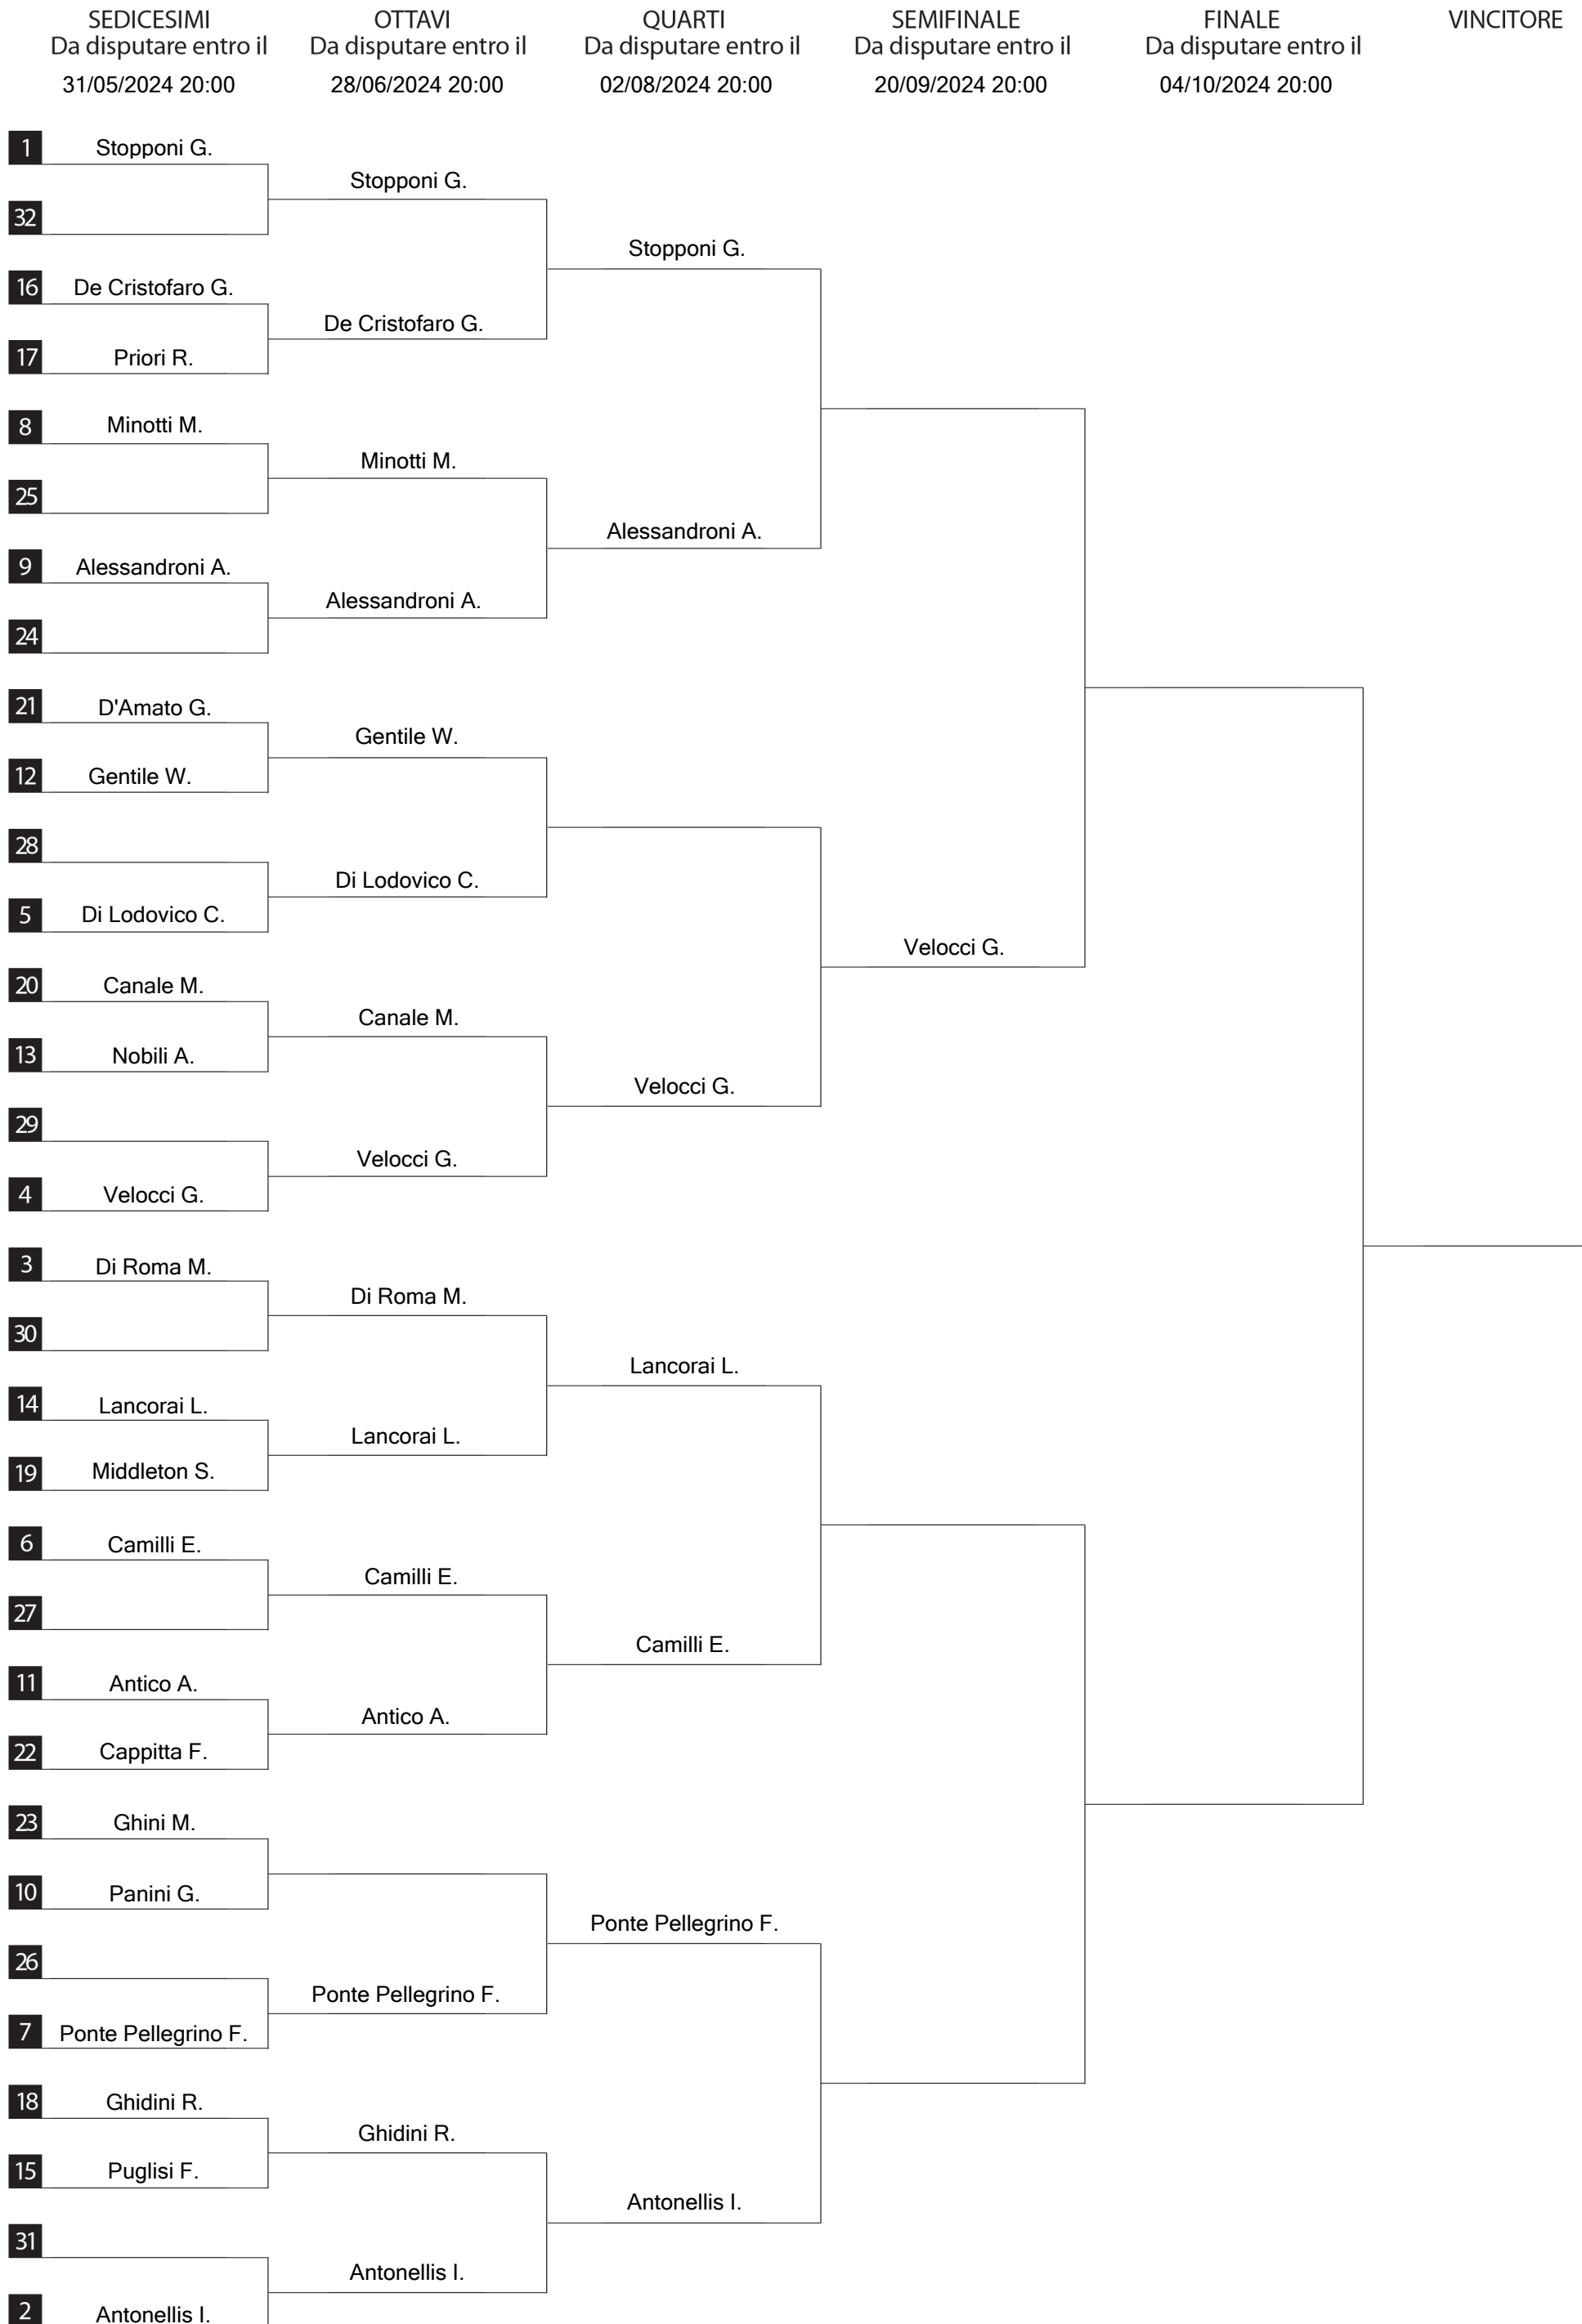 SEDICESIMI
Da disputare entro il
31/05/2024 20:00
OTTAVI
Da disputare entro il
28/06/2024 20:00
QUARTI
Da disputare entro il
02/08/2024 20:00
SEMIFINALE
Da disputare entro il
20/09/2024 20:00
FINALE
Da disputare entro il
04/10/2024 20:00
VINCITORE
1 Stopponi G.
32
16 De Cristofaro G.
17 Priori R.
8 Minotti M.
25
9 Alessandroni A.
24
21 D'Amato G.
12 Gentile W.
28
5 Di Lodovico C.
20 Canale M.
13 Nobili A.
29
4 Velocci G.
3 Di Roma M.
30
14 Lancorai L.
19 Middleton S.
6 Camilli E.
27
11 Antico A.
22 Cappitta F.
23 Ghini M.
10 Panini G.
26
7 Ponte Pellegrino F.
18 Ghidini R.
15 Puglisi F.
31
2 Antonellis I.
Stopponi G.
De Cristofaro G.
Minotti M.
Alessandroni A.
Gentile W.
Di Lodovico C.
Canale M.
Velocci G.
Di Roma M.
Lancorai L.
Camilli E.
Antico A.
Ponte Pellegrino F.
Ghidini R.
Antonellis I.
Stopponi G.
Alessandroni A.
Velocci G.
Lancorai L.
Camilli E.
Ponte Pellegrino F.
Antonellis I.
Velocci G.